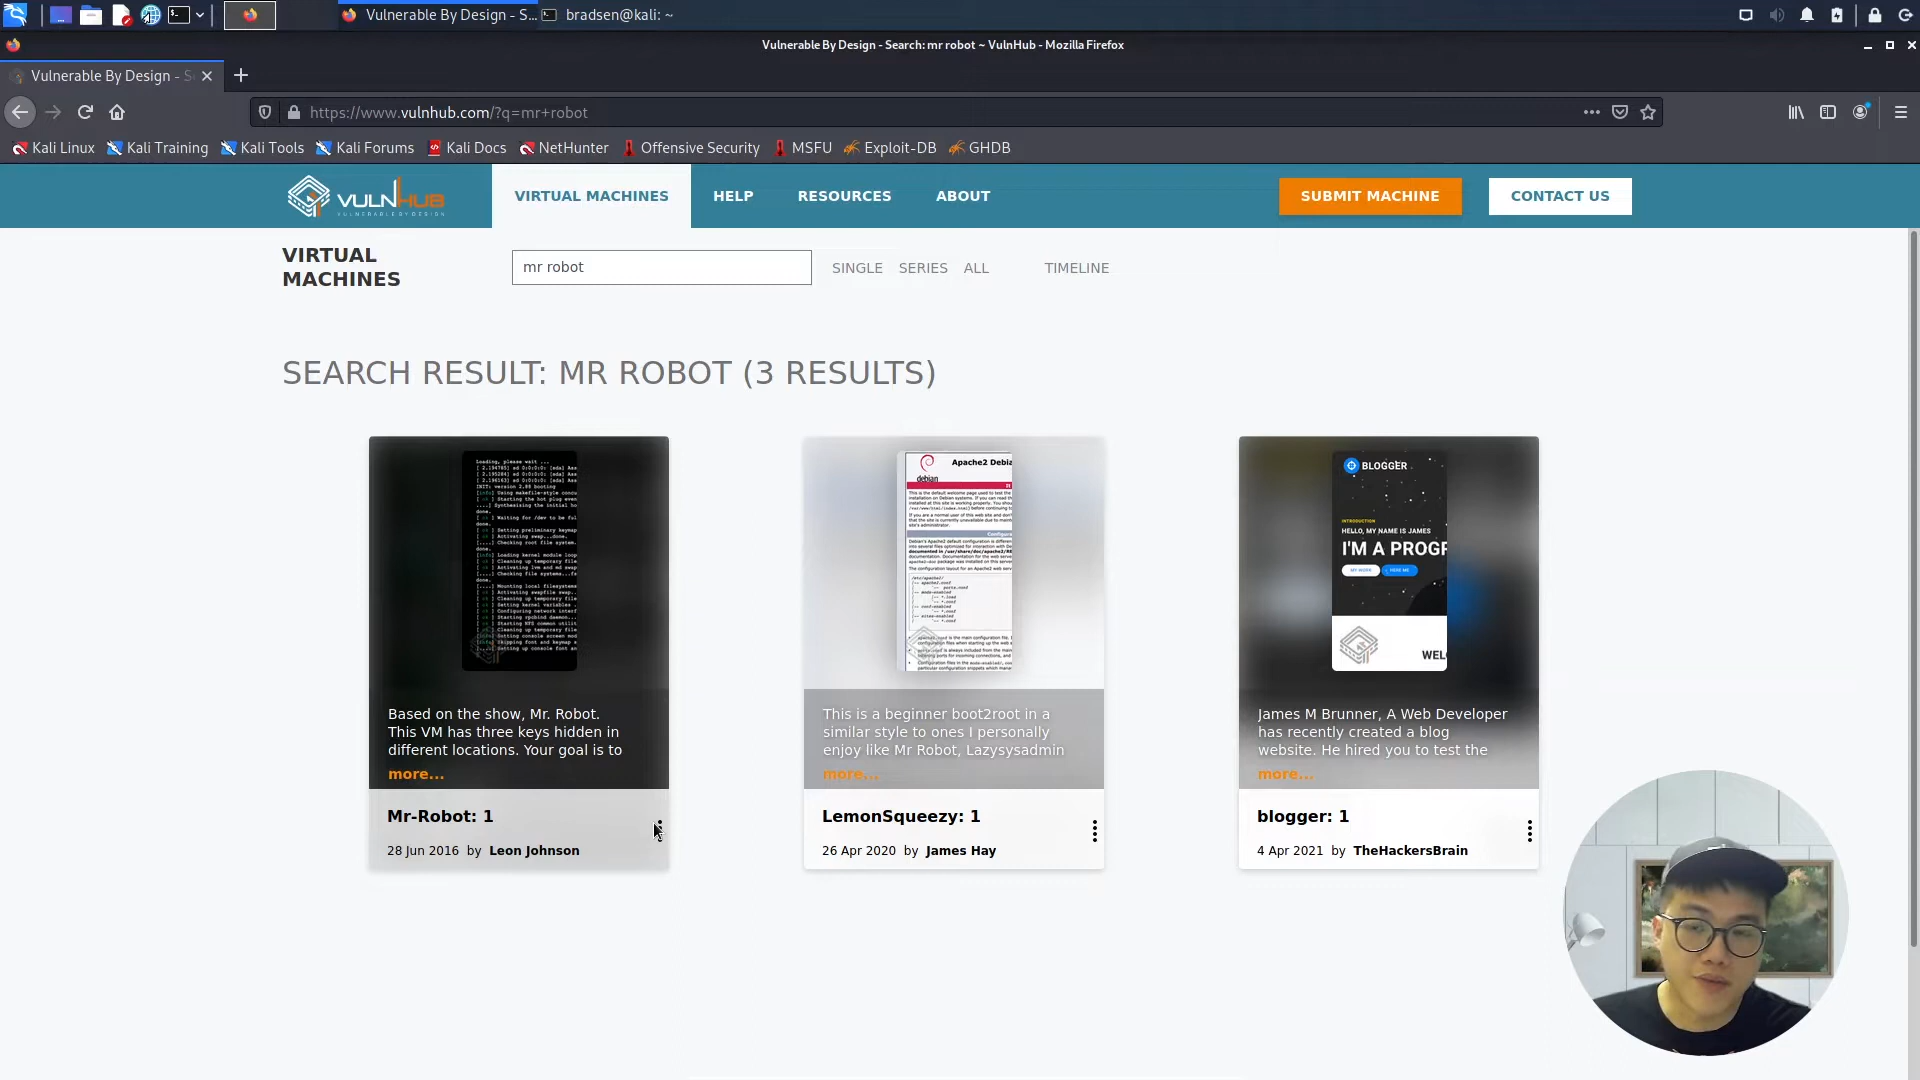 Vulnerable By Design - S...
bradsen@kali: ~
Vulnerable By Design - Search: mr robot ~ VulnHub - Mozilla Firefox
Vulnerable By Design - S
https://www.vulnhub.com/?q=mr+robot
Kali Linux
Kali Training
Kali Tools
Kali Forums
Kali Docs
NetHunter
Offensive Security
MSFU
Exploit-DB
GHDB
VULNHUB
VULNERABLE BY DESIGN
VIRTUAL MACHINES
HELP
RESOURCES
ABOUT
SUBMIT MACHINE
CONTACT US
VIRTUAL
MACHINES
mr robot
SINGLE
SERIES
ALL
TIMELINE
SEARCH RESULT: MR ROBOT (3 RESULTS)
Loading, please wait ...
Based on the show, Mr. Robot.
This VM has three keys hidden in
different locations. Your goal is to
more...
Mr-Robot: 1
28 Jun 2016 by Leon Johnson
Apache2 Debia
debian
This is a beginner boot2root in a
similar style to ones I personally
enjoy like Mr Robot, Lazysysadmin
more...
LemonSqueezy: 1
26 Apr 2020 by James Hay
BLOGGER
INTRODUCTION
HELLO, MY NAME IS JAMES
I'M A PROGR
MY WORK
HIRE ME
WELC
James M Brunner, A Web Developer
has recently created a blog
website. He hired you to test the
more...
blogger: 1
4 Apr 2021 by TheHackersBrain